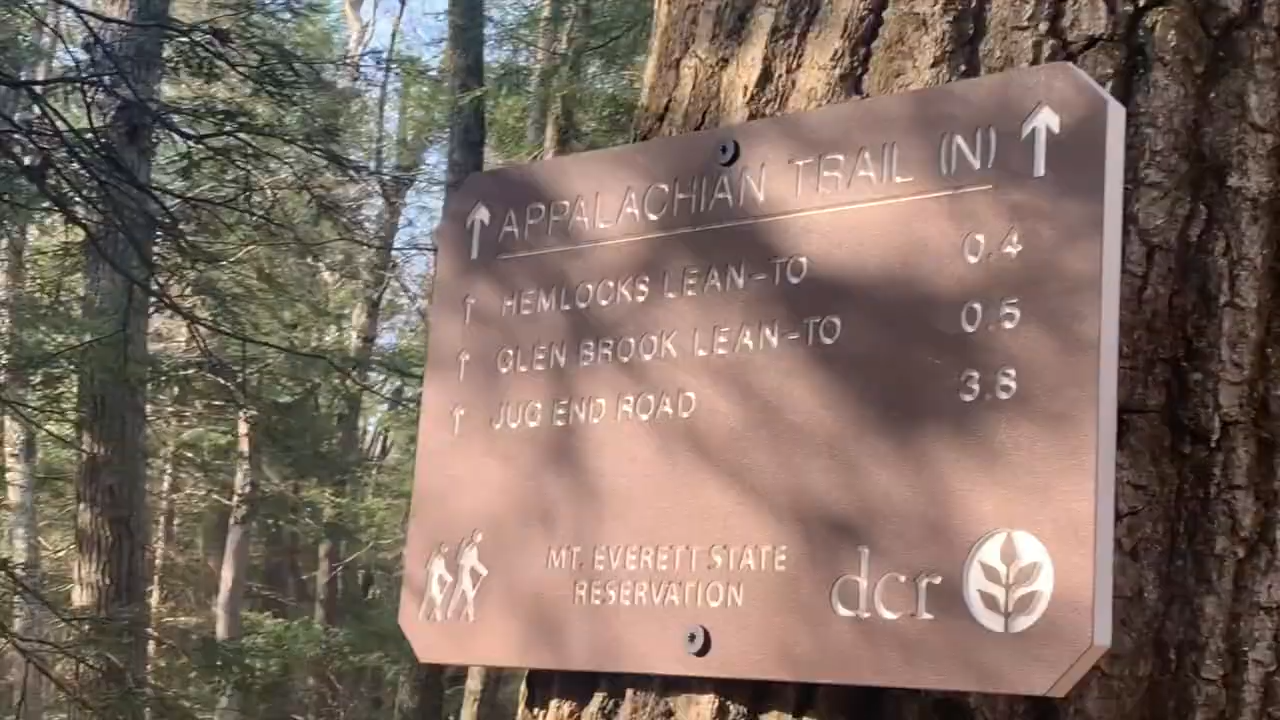 ↑ APPALACHIAN TRAIL (N) ↑
↑ HEMLOCKS LEAN-TO 0.4
↑ GLEN BROOK LEAN-TO 0.5
↑ JUG END ROAD 3.8
MT. EVERETT STATE
RESERVATION
dcr